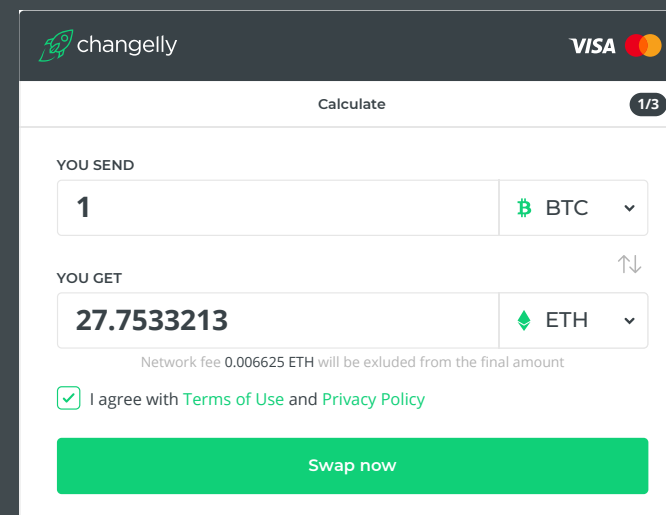 changelly VISA
Calculate 1/3
YOU SEND
1 BTC
YOU GET
27.7533213 ETH
Network fee 0.006625 ETH will be exluded from the final amount
I agree with Terms of Use and Privacy Policy
Swap now